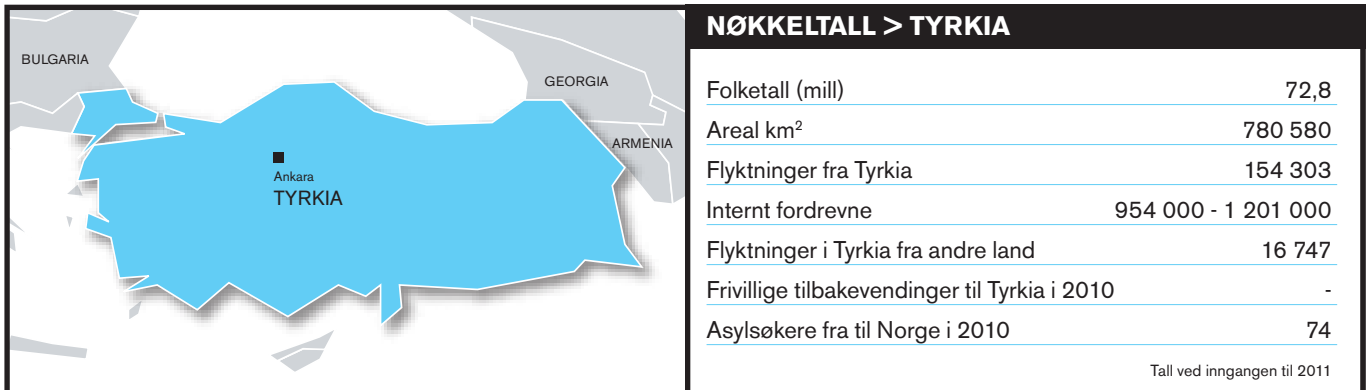 BULGARIA
GEORGIA
ARMENIA
Ankara
TYRKIA
NØKKELTALL > TYRKIA
Folketall (mill) 72,8
Areal km² 780 580
Flyktninger fra Tyrkia 154 303
Internt fordrevne 954 000 - 1 201 000
Flyktninger i Tyrkia fra andre land 16 747
Frivillige tilbakevendinger til Tyrkia i 2010 -
Asylsøkere fra til Norge i 2010 74
Tall ved inngangen til 2011